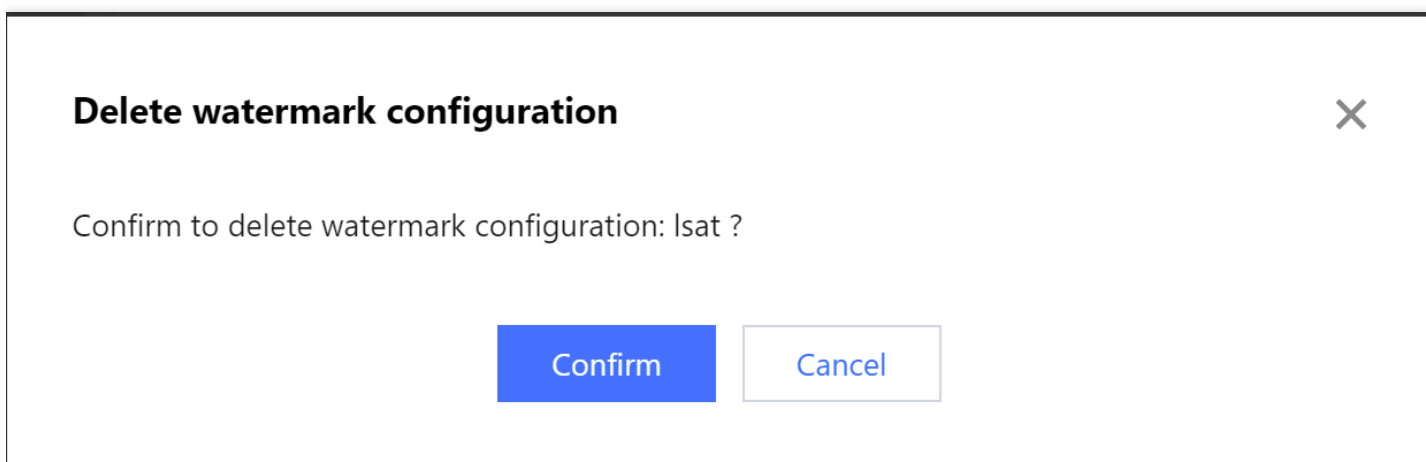 Delete watermark configuration
Confirm to delete watermark configuration: lsat ?
Confirm
Cancel